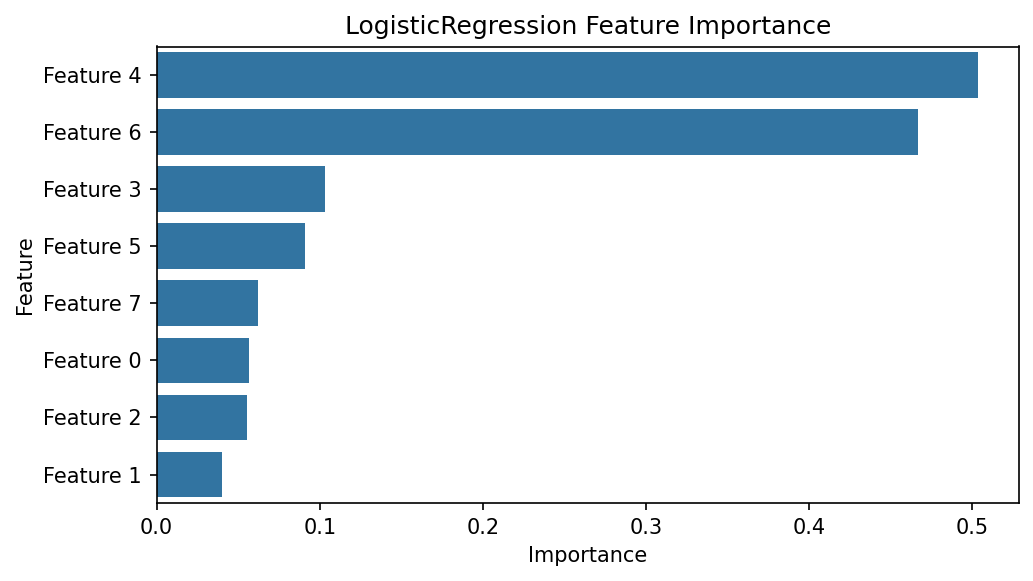 LogisticRegression Feature Importance
Feature
Feature 4
Feature 6
Feature 3
Feature 5
Feature 7
Feature 0
Feature 2
Feature 1
0.0 0.1 0.2 0.3 0.4 0.5
Importance